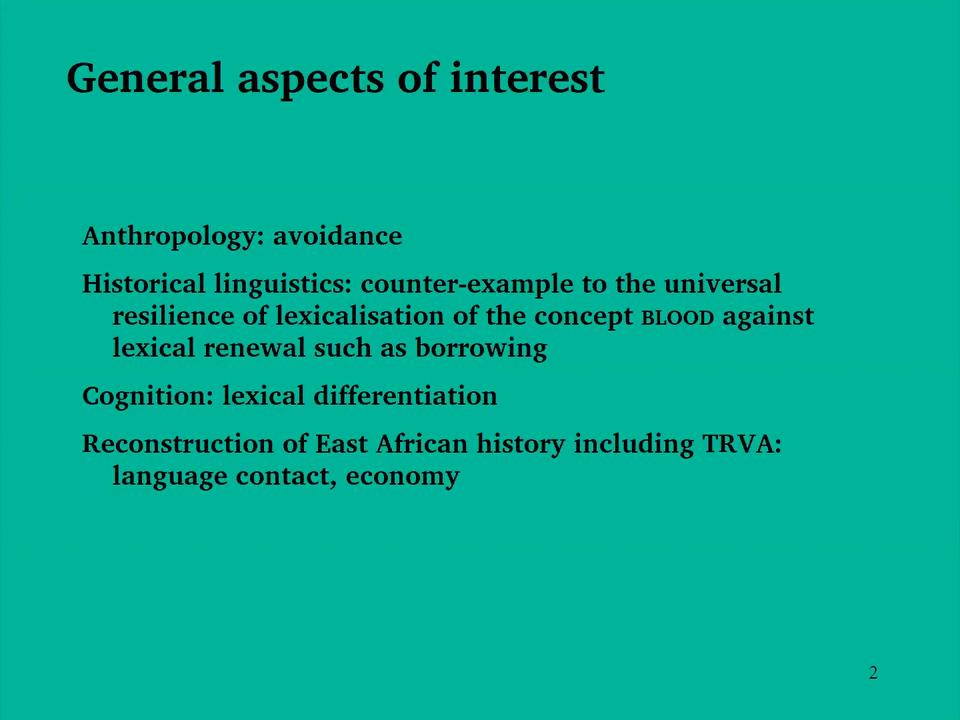 General aspects of interest
Anthropology: avoidance
Historical linguistics: counter-example to the universal
resilience of lexicalisation of the concept BLOOD against
lexical renewal such as borrowing
Cognition: lexical differentiation
Reconstruction of East African history including TRVA:
language contact, economy
2